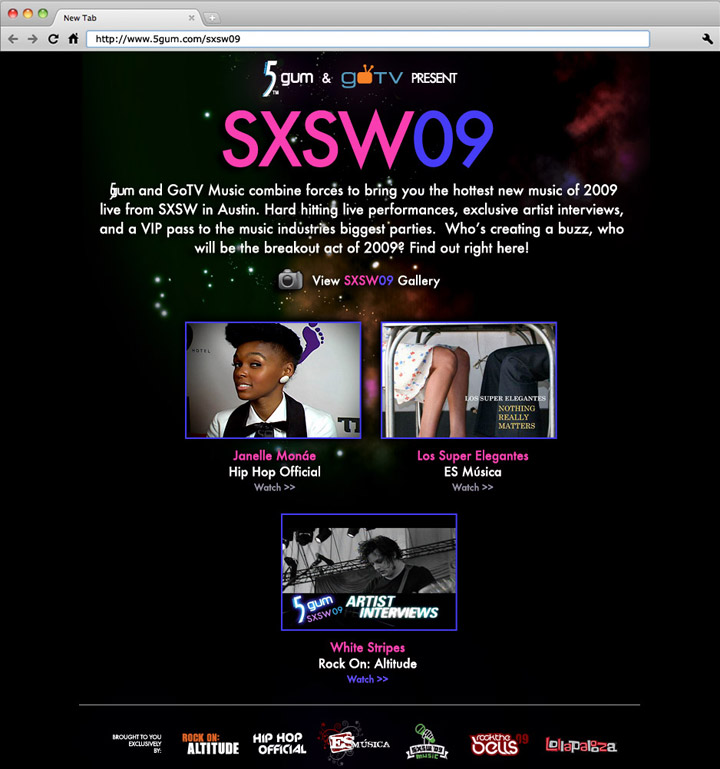 New Tab
http://www.5gum.com/sxsw09
5 gum & goTV PRESENT
TM
SXSW09
5gum and GoTV Music combine forces to bring you the hottest new music of 2009
live from SXSW in Austin. Hard hitting live performances, exclusive artist interviews,
and a VIP pass to the music industries biggest parties. Who's creating a buzz, who
will be the breakout act of 2009? Find out right here!
View SXSW09 Gallery
HOTEL
LOS SUPER ELEGANTES
NOTHING
REALLY
MATTERS
Janelle Monáe
Hip Hop Official
Watch >>
Los Super Elegantes
ES Música
Watch >>
5 gum
SXSW09
ARTIST
INTERVIEWS
White Stripes
Rock On: Altitude
Watch >>
BROUGHT TO YOU
EXCLUSIVELY
BY:
ROCK ON:
ALTITUDE
HIP HOP
OFFICIAL
ES MÚSICA
SXSW 09
MUSIC
rock the
bells 09
Lollapalooza